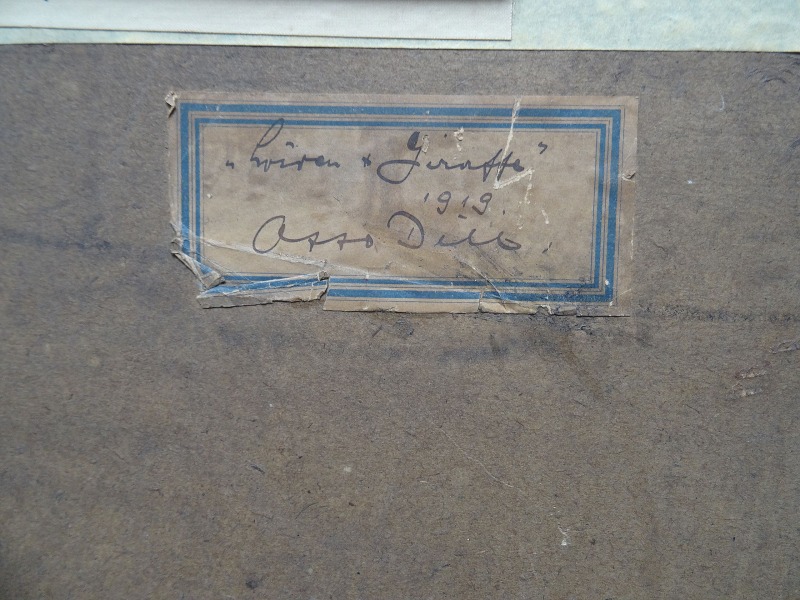 „Löwen & Giraffe"
1919.
Otto Dill.